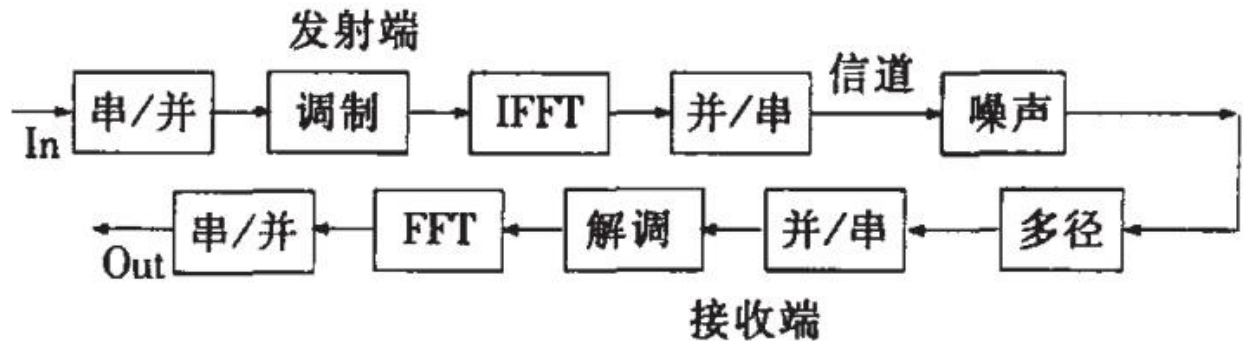 发射端
In 串/并 调制 IFFT 并/串 信道 噪声
Out 串/并 FFT 解调 并/串 多径
接收端